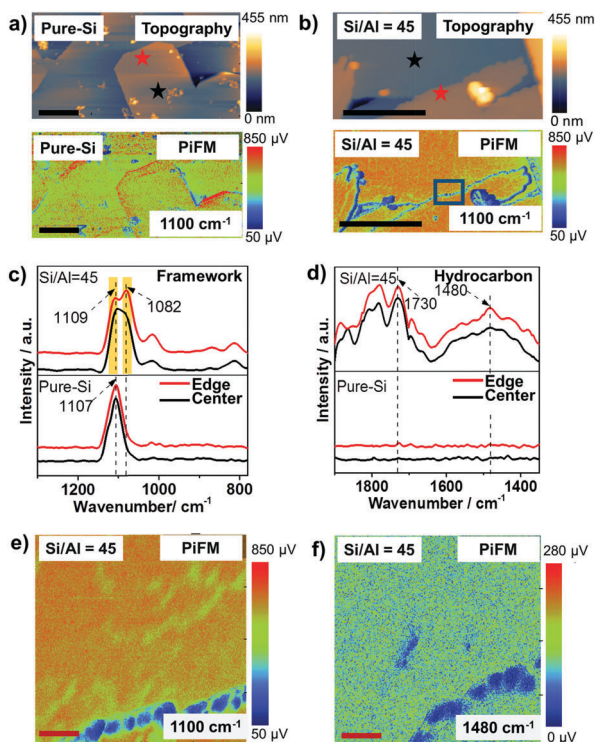 a)
Pure-Si
Topography
455 nm
0 nm
Pure-Si
PiFM
1100 cm⁻¹
850 µV
50 µV
b)
Si/Al = 45
Topography
455 nm
0 nm
Si/Al = 45
PiFM
1100 cm⁻¹
850 µV
50 µV
c)
Si/Al=45
Framework
1109
1082
Pure-Si
1107
Edge
Center
Intensity / a.u.
1200
1000
800
Wavenumber/ cm⁻¹
d)
Si/Al=45
Hydrocarbon
1480
1730
Pure-Si
Edge
Center
Intensity / a.u.
1800
1600
1400
Wavenumber/ cm⁻¹
e)
Si/Al = 45
PiFM
1100 cm⁻¹
850 µV
50 µV
f)
Si/Al = 45
PiFM
1480 cm⁻¹
280 µV
0 µV